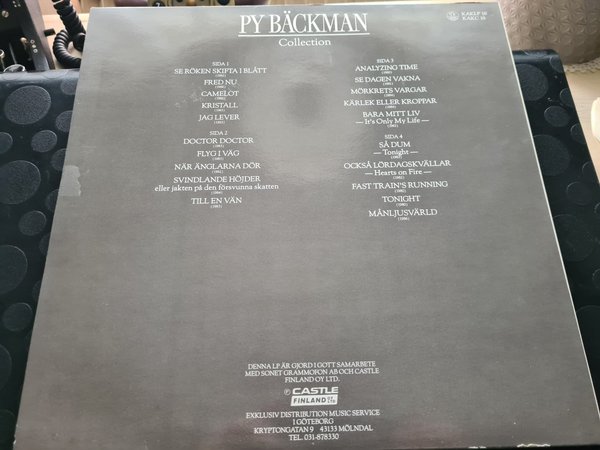 PY BÄCKMAN
Collection
KAKLP 16
KAKC 16
SIDA 1
SE RÖKEN SKIFTA I BLÅTT
FRED NU
CAMELOT
KRISTALL
JAG LEVER
SIDA 2
DOCTOR DOCTOR
FLYG I VÄG
NÄR ÄNGLARNA DÖR
SVINDLANDE HÖJDER
eller jakten på den försvunna skatten
TILL EN VÄN
SIDA 3
ANALYZING TIME
SE DAGEN VAKNA
MÖRKRETS VARGAR
KÄRLEK ELLER KROPPAR
BARA MITT LIV
— It's Only My Life —
SIDA 4
SÅ DUM
— Tonight —
OCKSÅ LÖRDAGSKVÄLLAR
— Hearts on Fire —
FAST TRAIN'S RUNNING
TONIGHT
MÅNLJUSVÄRLD
DENNA LP ÄR GJORD I GOTT SAMARBETE
MED SONET GRAMMOFON AB OCH CASTLE
FINLAND OY LTD.
℗ CASTLE
FINLAND OY LTD
EXKLUSIV DISTRIBUTION MUSIC SERVICE
I GÖTEBORG
KRYPTONGATAN 9 43133 MÖLNDAL
TEL. 031-878330